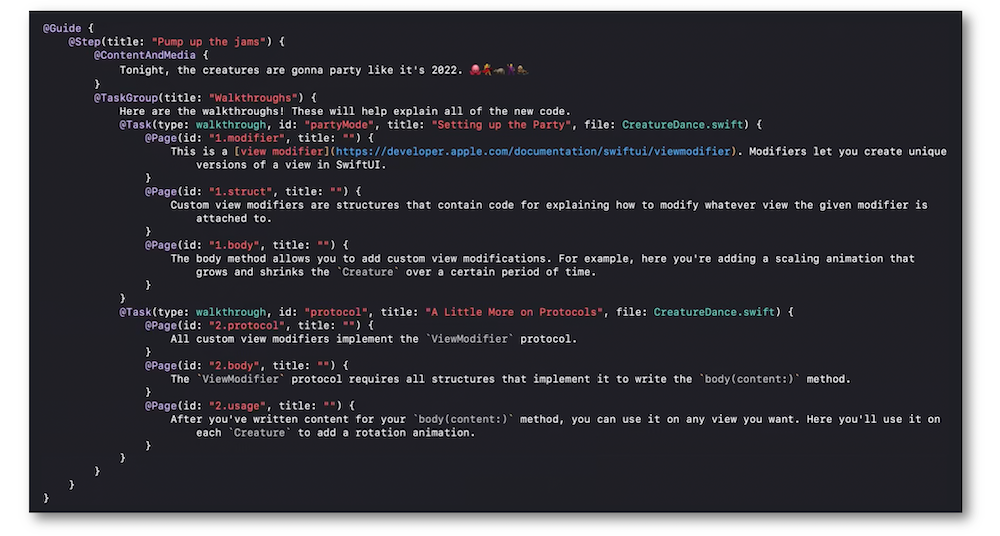 @Guide {
@Step(title: "Pump up the jams") {
@ContentAndMedia {
Tonight, the creatures are gonna party like it's 2022.
}
@TaskGroup(title: "Walkthroughs") {
Here are the walkthroughs! These will help explain all of the new code.
@Task(type: walkthrough, id: "partyMode", title: "Setting up the Party", file: CreatureDance.swift) {
@Page(id: "1.modifier", title: "") {
This is a [view modifier](https://developer.apple.com/documentation/swiftui/viewmodifier). Modifiers let you create unique
versions of a view in SwiftUI.
}
@Page(id: "1.struct", title: "") {
Custom view modifiers are structures that contain code for explaining how to modify whatever view the given modifier is
attached to.
}
@Page(id: "1.body", title: "") {
The body method allows you to add custom view modifications. For example, here you're adding a scaling animation that
grows and shrinks the `Creature` over a certain period of time.
}
}
@Task(type: walkthrough, id: "protocol", title: "A Little More on Protocols", file: CreatureDance.swift) {
@Page(id: "2.protocol", title: "") {
All custom view modifiers implement the `ViewModifier` protocol.
}
@Page(id: "2.body", title: "") {
The `ViewModifier` protocol requires all structures that implement it to write the `body(content:)` method.
}
@Page(id: "2.usage", title: "") {
After you've written content for your `body(content:)` method, you can use it on any view you want. Here you'll use it on
each `Creature` to add a rotation animation.
}
}
}
}
}